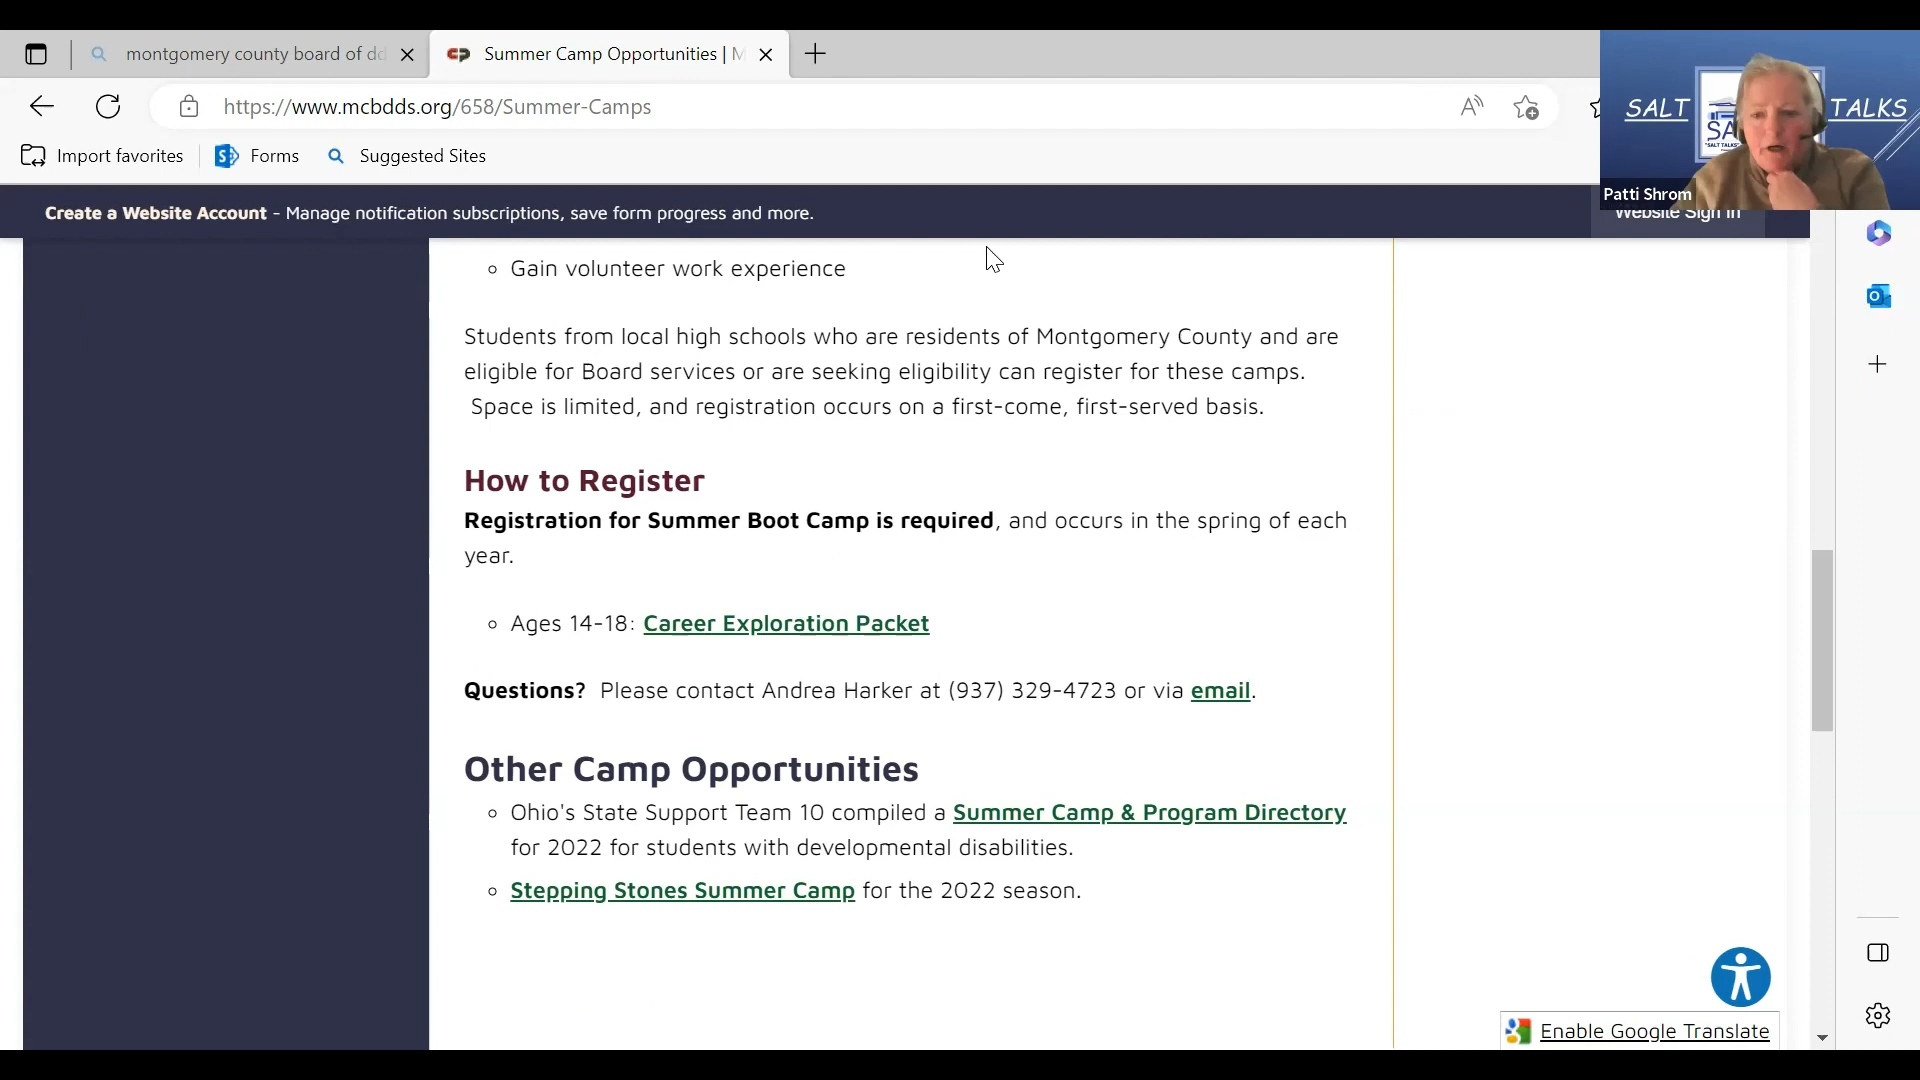 montgomery county board of dd
Summer Camp Opportunities | M
https://www.mcbdds.org/658/Summer-Camps
Import favorites
Forms
Suggested Sites
SALT
TALKS
"SALT TALKS"
Patti Shrom
Create a Website Account - Manage notification subscriptions, save form progress and more.
Website Sign In
Gain volunteer work experience
Students from local high schools who are residents of Montgomery County and are
eligible for Board services or are seeking eligibility can register for these camps.
Space is limited, and registration occurs on a first-come, first-served basis.
How to Register
Registration for Summer Boot Camp is required, and occurs in the spring of each
year.
Ages 14-18: Career Exploration Packet
Questions? Please contact Andrea Harker at (937) 329-4723 or via email.
Other Camp Opportunities
Ohio's State Support Team 10 compiled a Summer Camp & Program Directory
for 2022 for students with developmental disabilities.
Stepping Stones Summer Camp for the 2022 season.
Enable Google Translate